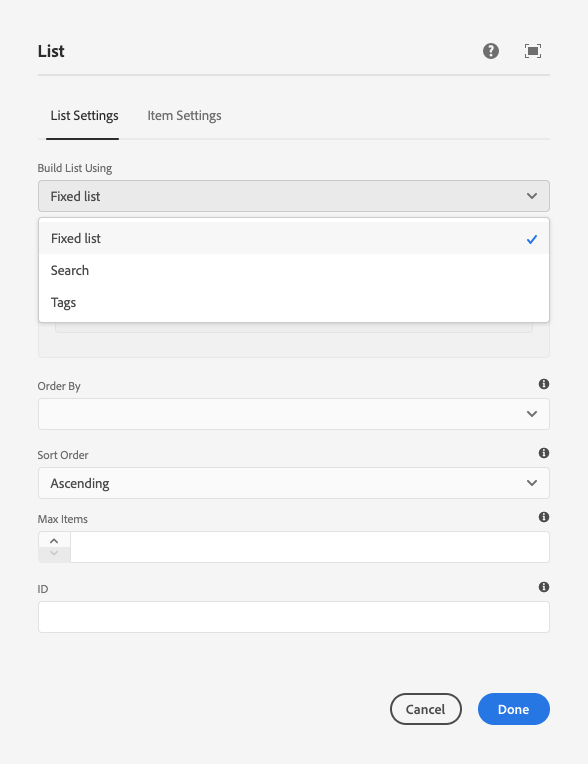 List
List Settings Item Settings
Build List Using
Fixed list
Fixed list
Search
Tags
Order By
Sort Order
Ascending
Max Items
ID
Cancel Done